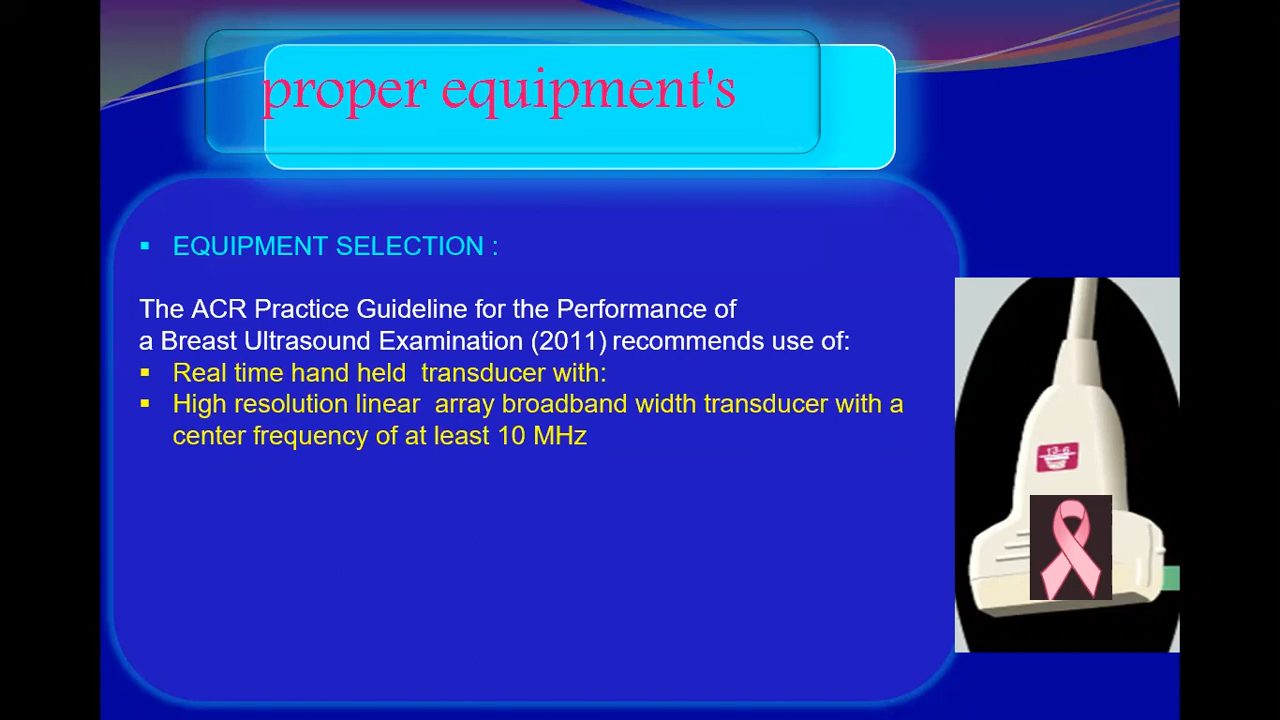 proper equipment's
▪ EQUIPMENT SELECTION :
The ACR Practice Guideline for the Performance of
a Breast Ultrasound Examination (2011) recommends use of:
▪ Real time hand held transducer with:
▪ High resolution linear array broadband width transducer with a
center frequency of at least 10 MHz
13-6